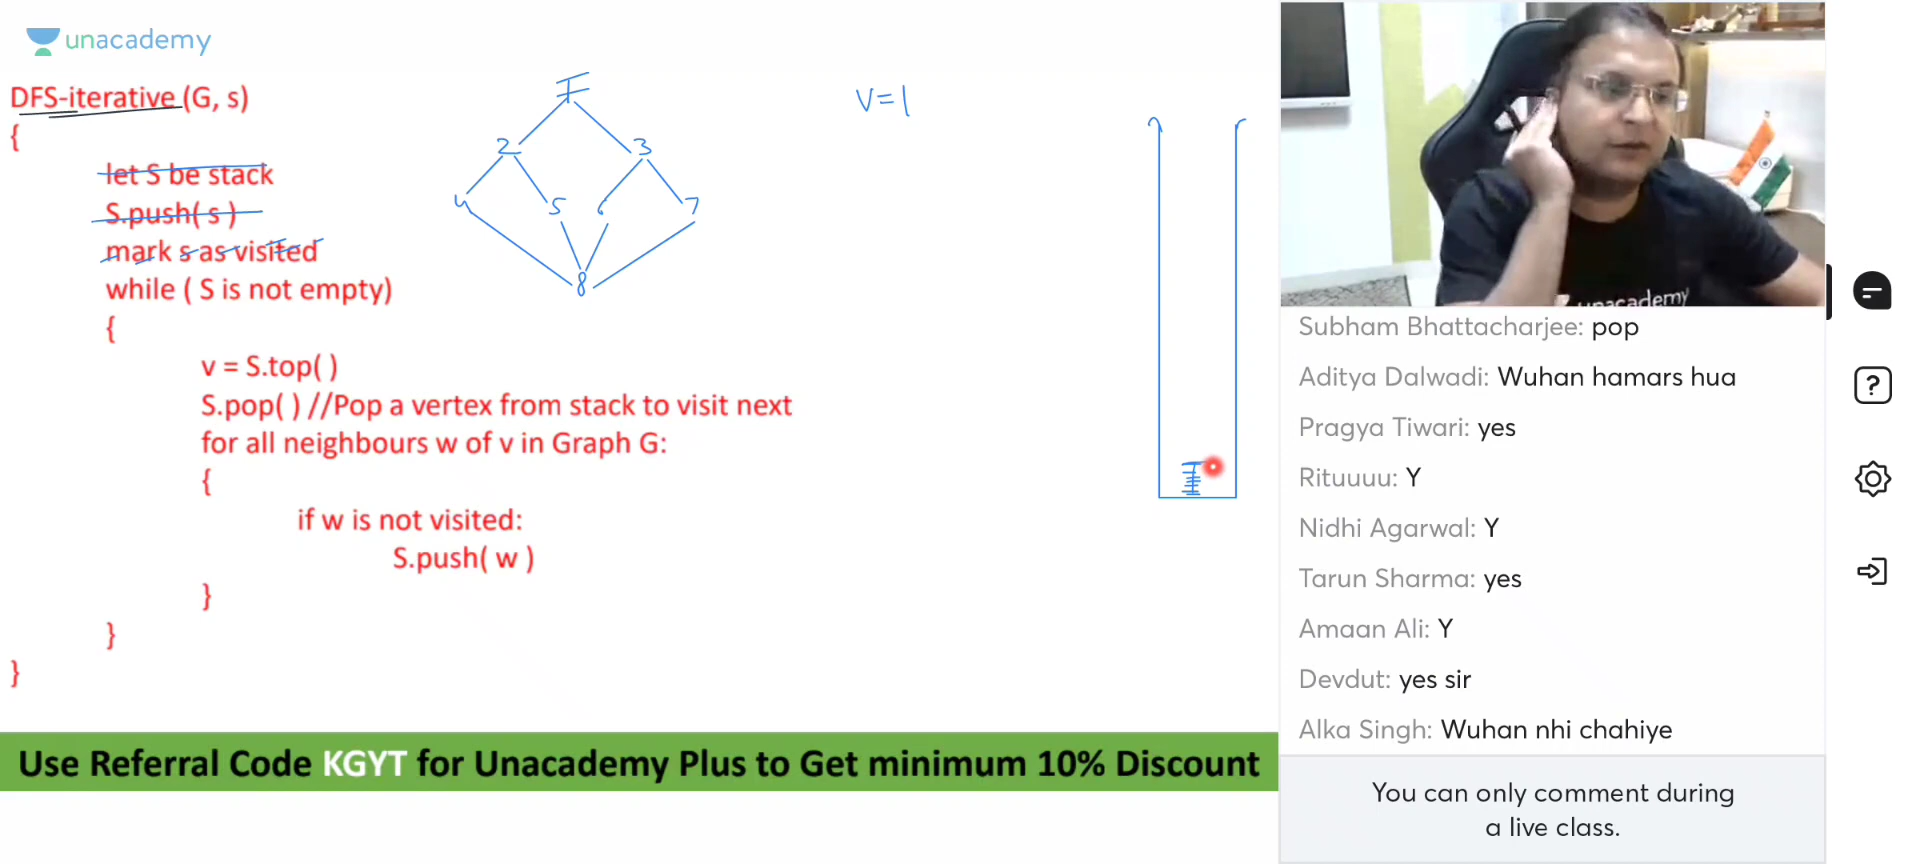 unacademy
DFS-iterative (G, s)
{
let S be stack
S.push( s )
mark s as visited
while ( S is not empty)
{
v = S.top( )
S.pop( ) //Pop a vertex from stack to visit next
for all neighbours w of v in Graph G:
{
if w is not visited:
S.push( w )
}
}
}
1
2 3
4 5 6 7
8
V=1
1
unacademy
Subham Bhattacharjee: pop
Aditya Dalwadi: Wuhan hamars hua
Pragya Tiwari: yes
Rituuuu: Y
Nidhi Agarwal: Y
Tarun Sharma: yes
Amaan Ali: Y
Devdut: yes sir
Alka Singh: Wuhan nhi chahiye
You can only comment during
a live class.
Use Referral Code KGYT for Unacademy Plus to Get minimum 10% Discount